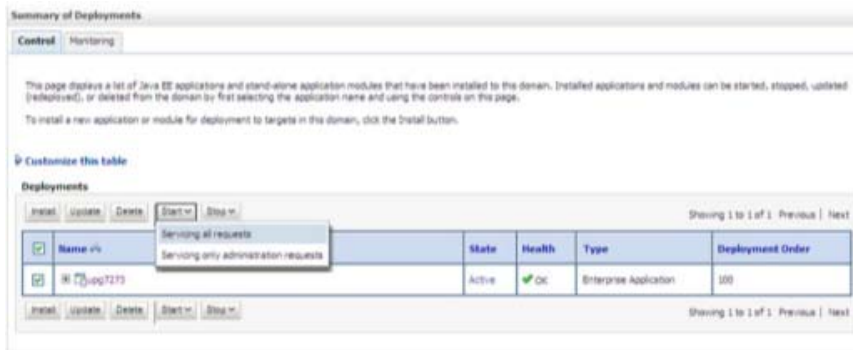 Summary of Deployments
Control Monitoring
This page displays a list of Java EE applications and stand-alone application modules that have been installed to this domain. Installed applications and modules can be started, stopped, updated
(redeployed), or deleted from the domain by first selecting the application name and using the controls on this page.
To install a new application or module for deployment to targets in this domain, click the Install button.
Customize this table
Deployments
Install Update Delete Start Stop Showing 1 to 1 of 1 Previous | Next
Servicing all requests
Servicing only administration requests
Name State Health Type Deployment Order
upg7273 Active OK Enterprise Application 100
Install Update Delete Start Stop Showing 1 to 1 of 1 Previous | Next